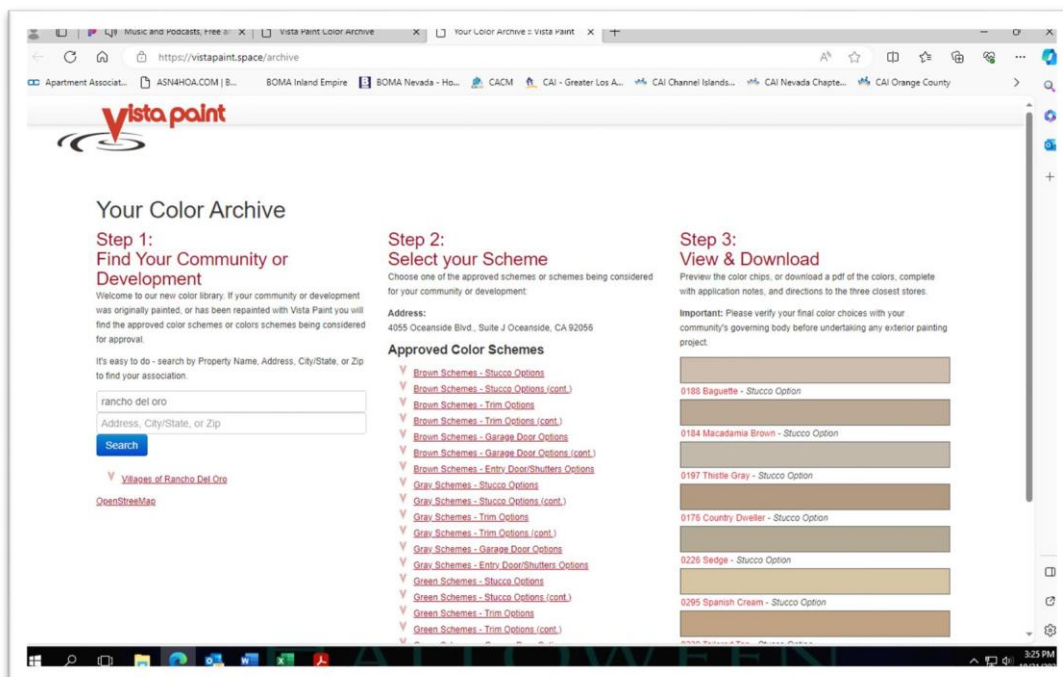 Music and Podcasts, Free a
Vista Paint Color Archive
Your Color Archive :: Vista Paint
https://vistapaint.space/archive
Apartment Associat...
ASN4HOA.COM | B...
BOMA Inland Empire
BOMA Nevada - Ho...
CACM
CAI - Greater Los A...
CAI Channel Islands...
CAI Nevada Chapte...
CAI Orange County
vista paint
Your Color Archive
Step 1:
Find Your Community or
Development
Welcome to our new color library. If your community or development
was originally painted, or has been repainted with Vista Paint you will
find the approved color schemes or colors schemes being considered
for approval.
It's easy to do - search by Property Name, Address, City/State, or Zip
to find your association.
rancho del oro
Address, City/State, or Zip
Search
Villages of Rancho Del Oro
OpenStreetMap
Step 2:
Select your Scheme
Choose one of the approved schemes or schemes being considered
for your community or development:
Address:
4055 Oceanside Blvd., Suite J Oceanside, CA 92056
Approved Color Schemes
Brown Schemes - Stucco Options
Brown Schemes - Stucco Options (cont.)
Brown Schemes - Trim Options
Brown Schemes - Trim Options (cont.)
Brown Schemes - Garage Door Options
Brown Schemes - Garage Door Options (cont.)
Brown Schemes - Entry Door/Shutters Options
Gray Schemes - Stucco Options
Gray Schemes - Stucco Options (cont.)
Gray Schemes - Trim Options
Gray Schemes - Trim Options (cont.)
Gray Schemes - Garage Door Options
Gray Schemes - Entry Door/Shutters Options
Green Schemes - Stucco Options
Green Schemes - Stucco Options (cont.)
Green Schemes - Trim Options
Green Schemes - Trim Options (cont.)
Step 3:
View & Download
Preview the color chips, or download a pdf of the colors, complete
with application notes, and directions to the three closest stores.
Important: Please verify your final color choices with your
community's governing body before undertaking any exterior painting
project.
0188 Baguette - Stucco Option
0184 Macadamia Brown - Stucco Option
0197 Thistle Gray - Stucco Option
0176 Country Dweller - Stucco Option
0226 Sedge - Stucco Option
0295 Spanish Cream - Stucco Option
HALLOWEEN
3:25 PM